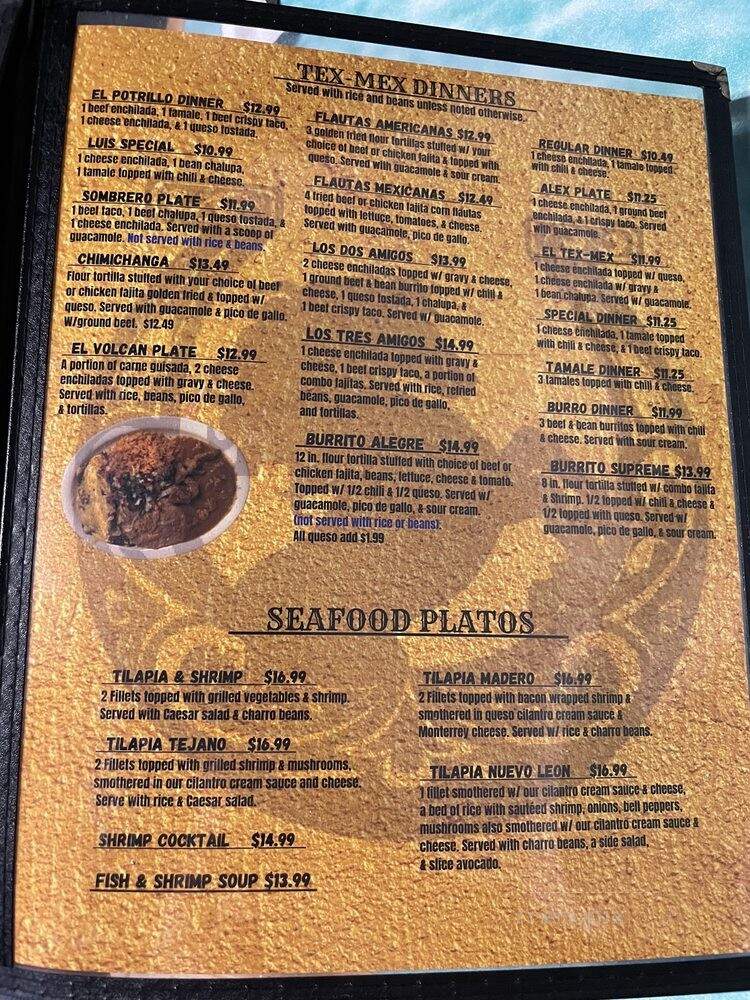 TEX-MEX DINNERS
Served with rice and beans unless noted otherwise.
EL POTRILLO DINNER $12.99
1 beef enchilada, 1 tamale, 1 beef crispy taco,
1 cheese enchilada, & 1 queso tostada.
LUIS SPECIAL $10.99
1 cheese enchilada, 1 bean chalupa,
1 tamale topped with chili & cheese.
SOMBRERO PLATE $11.99
1 beef taco, 1 beef chalupa, 1 queso tostada, &
1 cheese enchilada. Served with a scoop of
guacamole. Not served with rice & beans.
CHIMICHANGA $13.49
Flour tortilla stuffed with your choice of beef
or chicken fajita golden fried & topped w/
queso. Served with guacamole & pico de gallo.
W/ground beef. $12.49
EL VOLCAN PLATE $12.99
A portion of carne guisada, 2 cheese
enchiladas topped with gravy & cheese.
Served with rice, beans, pico de gallo,
& tortillas.
FLAUTAS AMERICANAS $12.99
3 golden fried flour tortillas stuffed w/ your
choice of beef or chicken fajita & topped with
queso. Served with guacamole & sour cream.
FLAUTAS MEXICANAS $12.49
4 fried beef or chicken fajita corn flautas
topped with lettuce, tomatoes, & cheese.
Served with guacamole, pico de gallo.
LOS DOS AMIGOS $13.99
2 cheese enchiladas topped w/ gravy & cheese,
1 ground beef & bean burrito topped w/ chili &
cheese, 1 queso tostada, 1 chalupa, &
1 beef crispy taco. Served w/ guacamole.
LOS TRES AMIGOS $14.99
1 cheese enchilada topped with gravy &
cheese, 1 beef crispy taco, a portion of
combo fajitas. Served with rice, refried
beans, guacamole, pico de gallo,
and tortillas.
BURRITO ALEGRE $14.99
12 in. flour tortilla stuffed with choice of beef or
chicken fajita, beans, lettuce, cheese & tomato.
Topped w/ 1/2 chili & 1/2 queso. Served w/
guacamole, pico de gallo, & sour cream.
(not served with rice or beans).
All queso add $1.99
REGULAR DINNER $10.49
1 cheese enchilada, 1 tamale topped
with chili & cheese.
ALEX PLATE $11.25
1 cheese enchilada, 1 ground beef
enchilada, & 1 crispy taco. Served
with guacamole.
EL TEX-MEX $11.99
1 cheese enchilada topped w/ queso,
1 cheese enchilada w/ gravy &
1 bean chalupa. Served w/ guacamole.
SPECIAL DINNER $11.25
1 cheese enchilada, 1 tamale topped
with chili & cheese, & 1 beef crispy taco.
TAMALE DINNER $11.25
3 tamales topped with chili & cheese.
BURRO DINNER $11.99
3 beef & bean burritos topped with chili
& cheese. Served with sour cream.
BURRITO SUPREME $13.99
8 in. flour tortilla stuffed w/ combo fajita
& Shrimp. 1/2 topped w/ chili & cheese &
1/2 topped with queso. Served w/
guacamole, pico de gallo, & sour cream.
SEAFOOD PLATOS
TILAPIA & SHRIMP $16.99
2 Fillets topped with grilled vegetables & shrimp.
Served with Caesar salad & charro beans.
TILAPIA TEJANO $16.99
2 Fillets topped with grilled shrimp & mushrooms,
smothered in our cilantro cream sauce and cheese.
Serve with rice & Caesar salad.
SHRIMP COCKTAIL $14.99
FISH & SHRIMP SOUP $13.99
TILAPIA MADERO $16.99
2 Fillets topped with bacon wrapped shrimp &
smothered in queso cilantro cream sauce &
Monterrey cheese. Served w/ rice & charro beans.
TILAPIA NUEVO LEON $16.99
1 fillet smothered w/ our cilantro cream sauce & cheese,
a bed of rice with sautéed shrimp, onions, bell peppers,
mushrooms also smothered w/ our cilantro cream sauce &
cheese. Served with charro beans, a side salad,
& slice avocado.